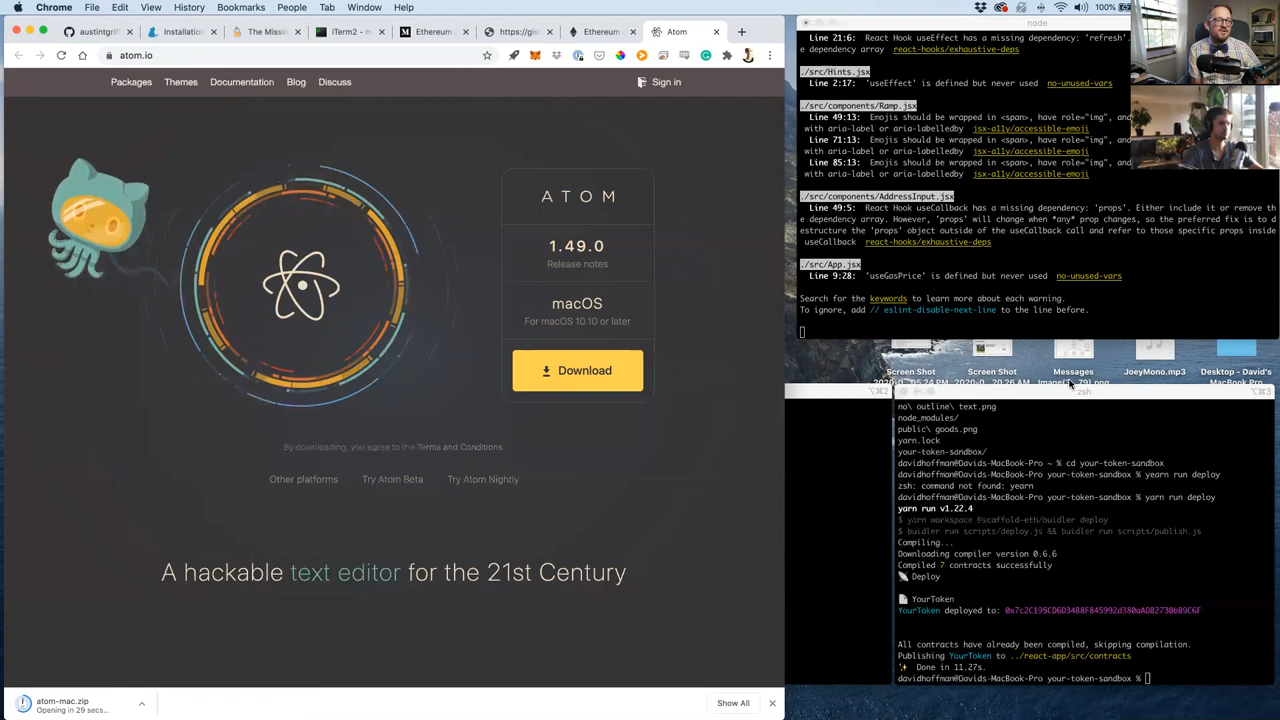 Chrome File Edit View History Bookmarks People Tab Window Help
100%
austingrif
Installation
The Missing
iTerm2 - m
Ethereum
https://gis
Ethereum
Atom
atom.io
Packages Themes Documentation Blog Discuss
Sign in
ATOM
1.49.0
Release notes
macOS
For macOS 10.10 or later
Download
By downloading, you agree to the Terms and Conditions.
Other platforms Try Atom Beta Try Atom Nightly
A hackable text editor for the 21st Century
atom-mac.zip
Opening in 29 secs...
Show All
node
Line 21:6: React Hook useEffect has a missing dependency: 'refresh'.
e dependency array react-hooks/exhaustive-deps
./src/Hints.jsx
Line 2:17: 'useEffect' is defined but never used no-unused-vars
./src/components/Ramp.jsx
Line 49:13: Emojis should be wrapped in <span>, have role="img", and
with aria-label or aria-labelledby jsx-a11y/accessible-emoji
Line 71:13: Emojis should be wrapped in <span>, have role="img", and
with aria-label or aria-labelledby jsx-a11y/accessible-emoji
Line 85:13: Emojis should be wrapped in <span>, have role="img", and
with aria-label or aria-labelledby jsx-a11y/accessible-emoji
./src/components/AddressInput.jsx
Line 49:5: React Hook useCallback has a missing dependency: 'props'. Either include it or remove th
e dependency array. However, 'props' will change when *any* prop changes, so the preferred fix is to d
estructure the 'props' object outside of the useCallback call and refer to those specific props inside
useCallback react-hooks/exhaustive-deps
./src/App.jsx
Line 9:28: 'useGasPrice' is defined but never used no-unused-vars
Search for the keywords to learn more about each warning.
To ignore, add // eslint-disable-next-line to the line before.
Screen Shot
Screen Shot
Messages
JoeyMono.mp3
Desktop - David's
MacBook Pro
⌥⌘2
zsh
⌥⌘3
no\ outline\ text.png
node_modules/
public\ goods.png
yarn.lock
your-token-sandbox/
davidhoffman@Davids-MacBook-Pro ~ % cd your-token-sandbox
davidhoffman@Davids-MacBook-Pro your-token-sandbox % yearn run deploy
zsh: command not found: yearn
davidhoffman@Davids-MacBook-Pro your-token-sandbox % yarn run deploy
yarn run v1.22.4
$ yarn workspace @scaffold-eth/buidler deploy
$ buidler run scripts/deploy.js && buidler run scripts/publish.js
Compiling...
Downloading compiler version 0.6.6
Compiled 7 contracts successfully
Deploy
YourToken
YourToken deployed to: 0x7c2C195CD6D34B8F845992d380aADB2730bB9C6F
All contracts have already been compiled, skipping compilation.
Publishing YourToken to ../react-app/src/contracts
Done in 11.27s.
davidhoffman@Davids-MacBook-Pro your-token-sandbox %